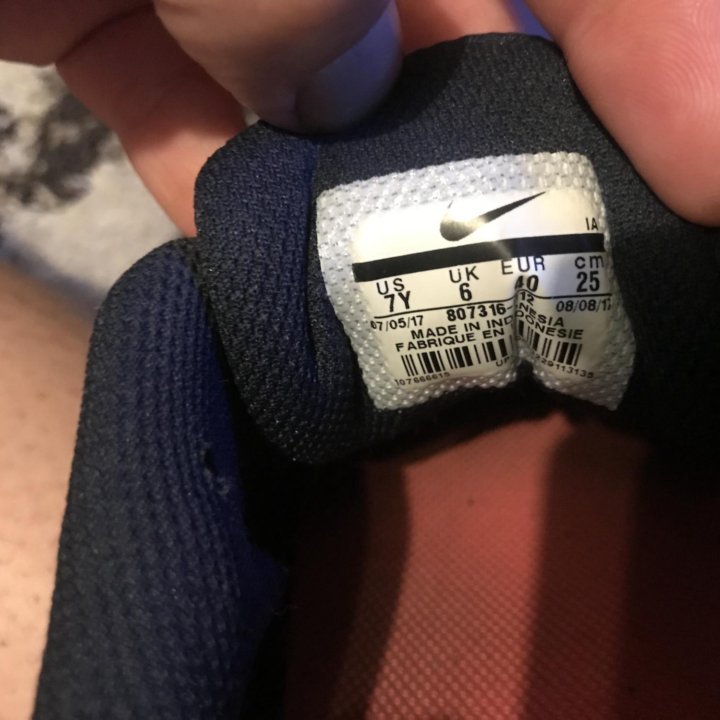 IA
US UK EUR cm
7Y 6 40 25
07/05/17 08/08/17
807316-
MADE IN INDONESIA
FABRIQUE EN INDONESIE